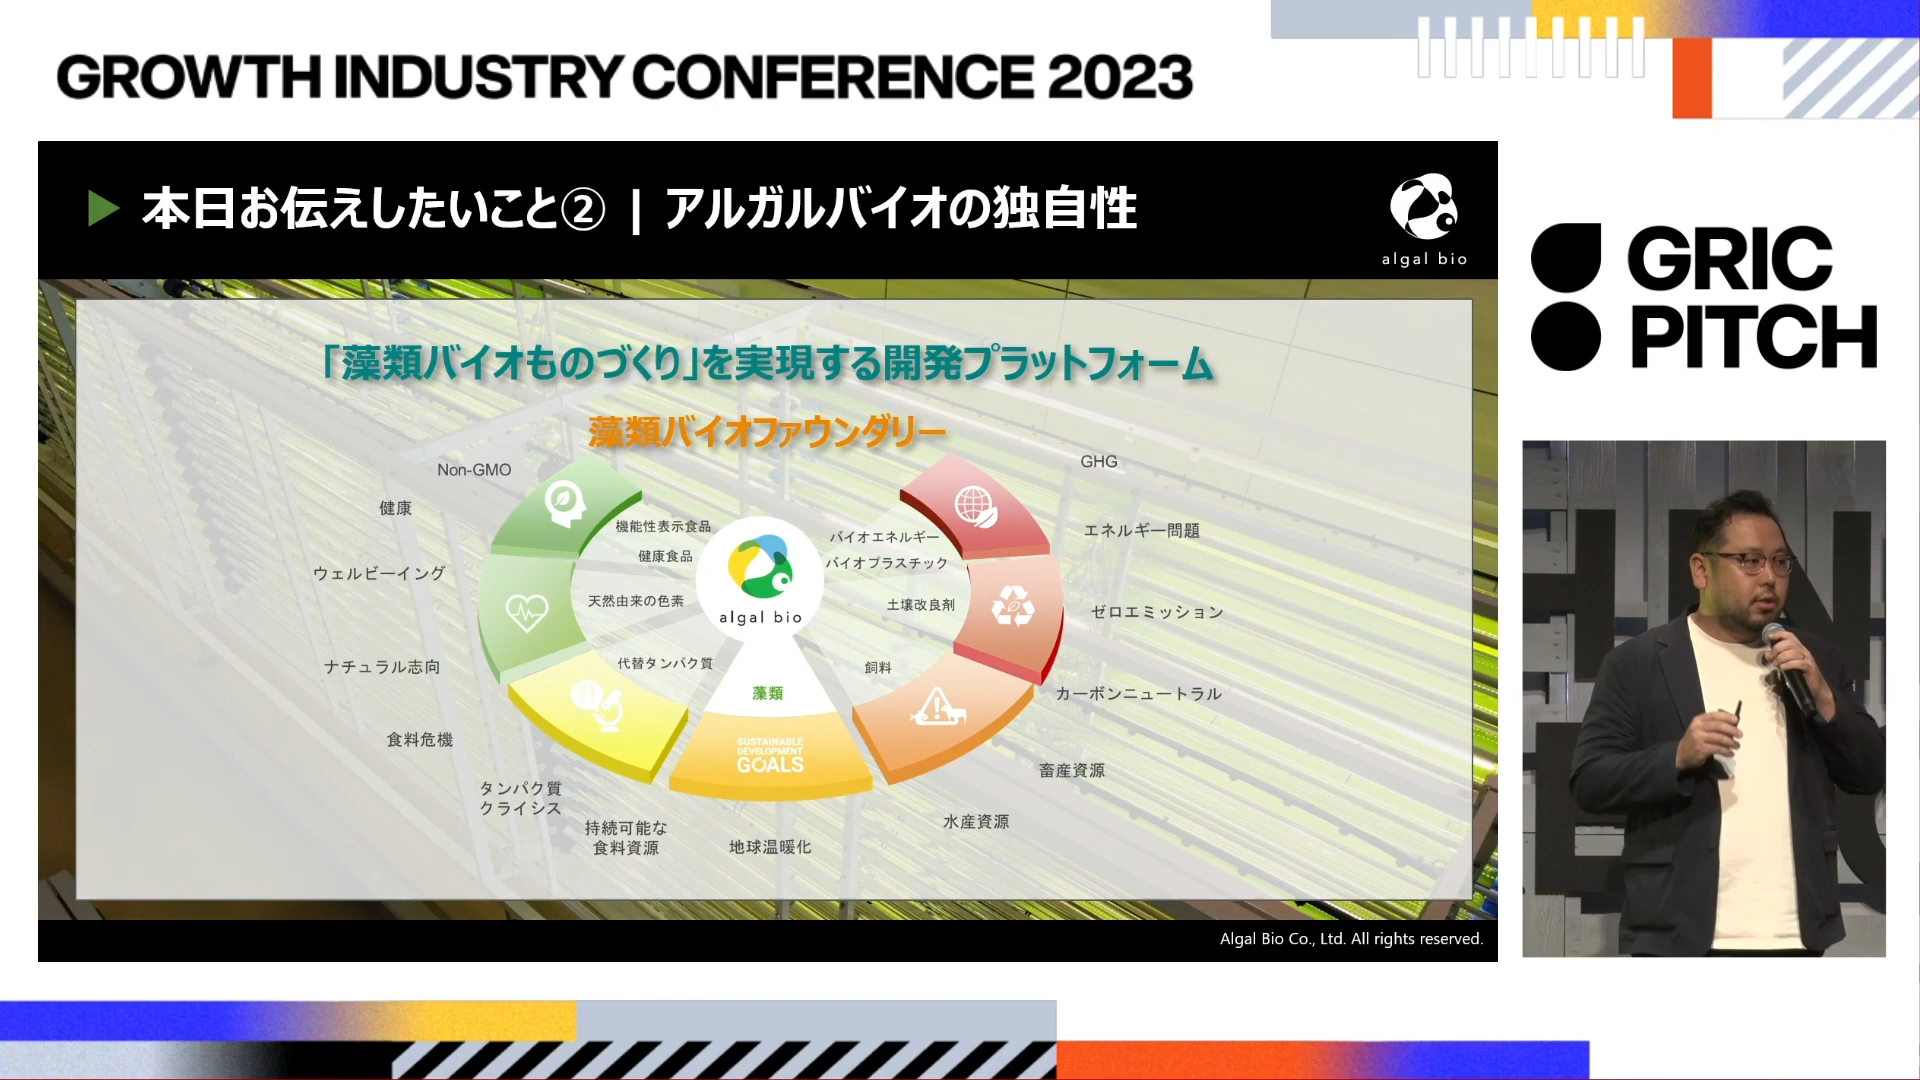 GROWTH INDUSTRY CONFERENCE 2023
本日お伝えしたいこと② | アルガルバイオの独自性
algal bio
GRIC
PITCH
「藻類バイオものづくり」を実現する開発プラットフォーム
藻類バイオファウンダリー
Non-GMO
健康
ウェルビーイング
ナチュラル志向
食料危機
タンパク質
クライシス
持続可能な
食料資源
地球温暖化
水産資源
畜産資源
カーボンニュートラル
ゼロエミッション
エネルギー問題
GHG
機能性表示食品
健康食品
天然由来の色素
代替タンパク質
algal bio
藻類
SUSTAINABLE
DEVELOPMENT
GOALS
バイオエネルギー
バイオプラスチック
土壌改良剤
飼料
Algal Bio Co., Ltd. All rights reserved.